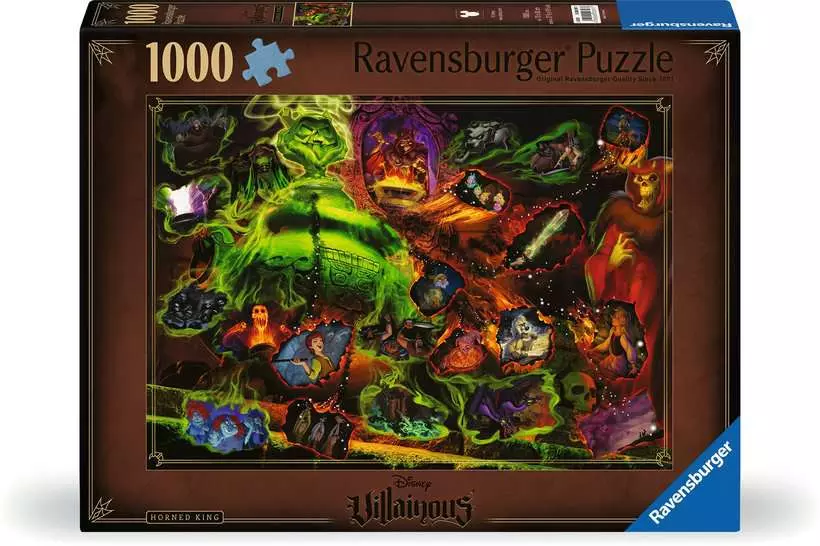 Ravensburger
1000
Ravensburger® Puzzle
Original Ravensburger Quality Since 1891
Disney
Villainous
HORNED KING
Ravensburger